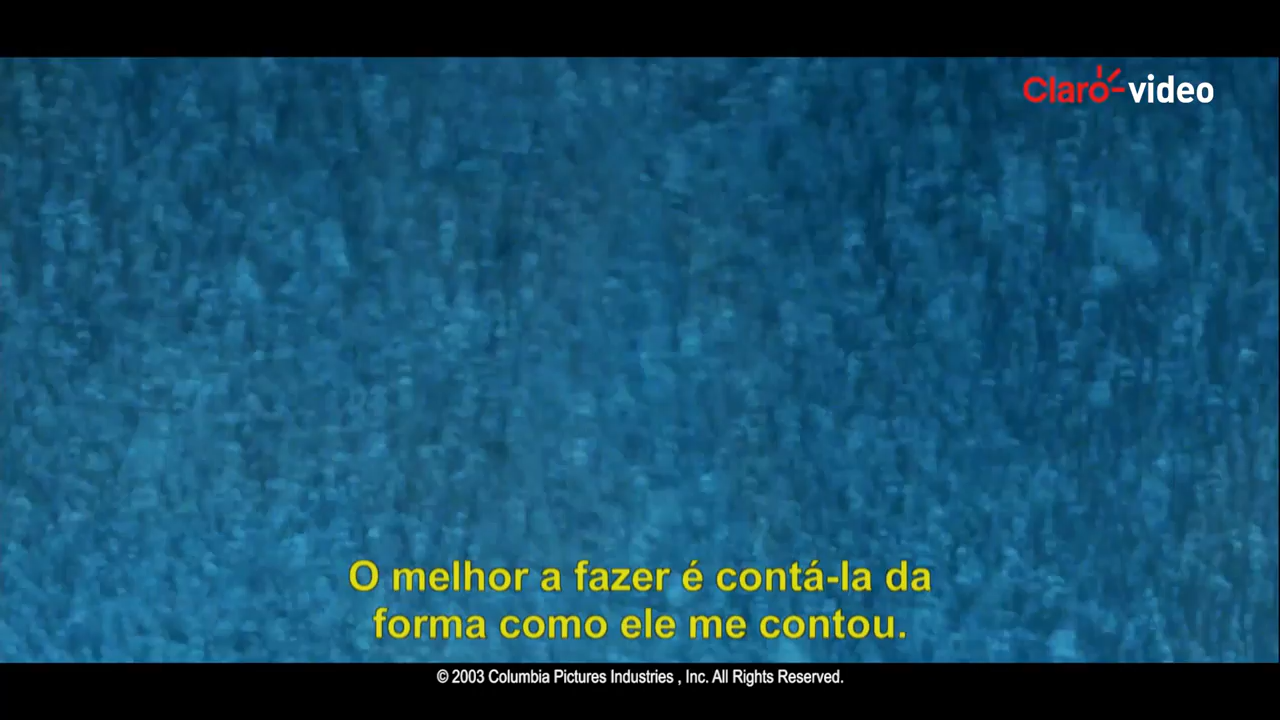 Claro-video
O melhor a fazer é contá-la da
forma como ele me contou.
© 2003 Columbia Pictures Industries , Inc. All Rights Reserved.